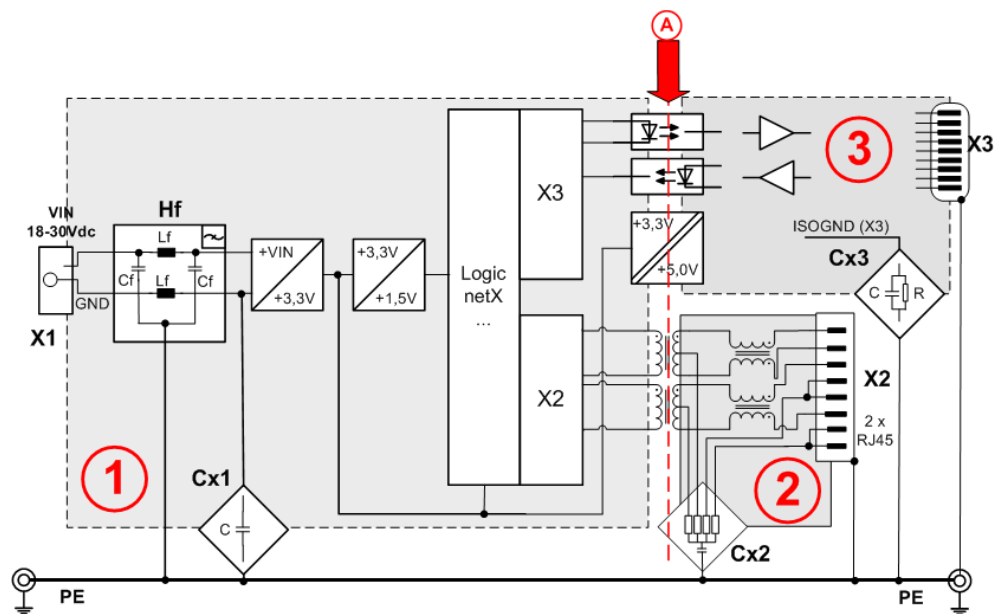 A
X3
3
VIN
18-30Vdc
Hf
Lf
Cf
Lf
Cf
GND
X1
+VIN
+3,3V
+3,3V
+1,5V
Logic
netX
...
X3
+3,3V
+5,0V
ISOGND (X3)
Cx3
C
R
X2
X2
2 x
RJ45
1
Cx1
C
2
Cx2
PE
PE